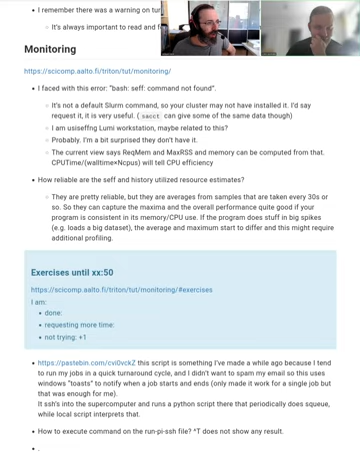 I remember there was a warning on tur
It's always important to read and f
Monitoring
https://scicomp.aalto.fi/triton/tut/monitoring/
I faced with this error: "bash: seff: command not found".
It's not a default Slurm command, so your cluster may not have installed it. I'd say
request it, it is very useful. ( sacct can give some of the same data though)
I am usiseffng Lumi workstation, maybe related to this?
Probably. I'm a bit surprised they don't have it.
The current view says ReqMem and MaxRSS and memory can be computed from that.
CPUTime/(walltime×Ncpus) will tell CPU efficiency
How reliable are the seff and history utilized resource estimates?
They are pretty reliable, but they are averages from samples that are taken every 30s or
so. So they can capture the maxima and the overall performance quite good if your
program is consistent in its memory/CPU use. If the program does stuff in big spikes
(e.g. loads a big dataset), the average and maximum start to differ and this might require
additional profiling.
Exercises until xx:50
https://scicomp.aalto.fi/triton/tut/monitoring/#exercises
I am:
done:
requesting more time:
not trying: +1
https://pastebin.com/cvi0vckZ this script is something I've made a while ago because I tend
to run my jobs in a quick turnaround cycle, and I didn't want to spam my email so this uses
windows "toasts" to notify when a job starts and ends (only made it work for a single job but
that was enough for me).
It ssh's into the supercomputer and runs a python script there that periodically does squeue,
while local script interprets that.
How to execute command on the run-pi-ssh file? ^T does not show any result.
.